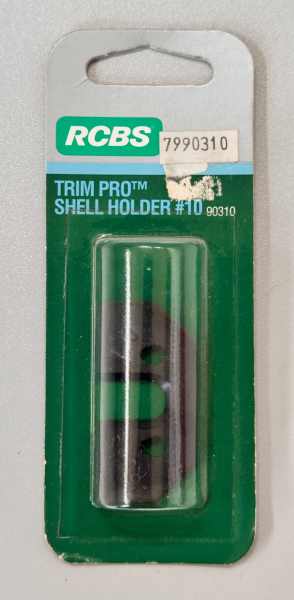 RCBS
7990310
TRIM PRO™
SHELL HOLDER #10 90310